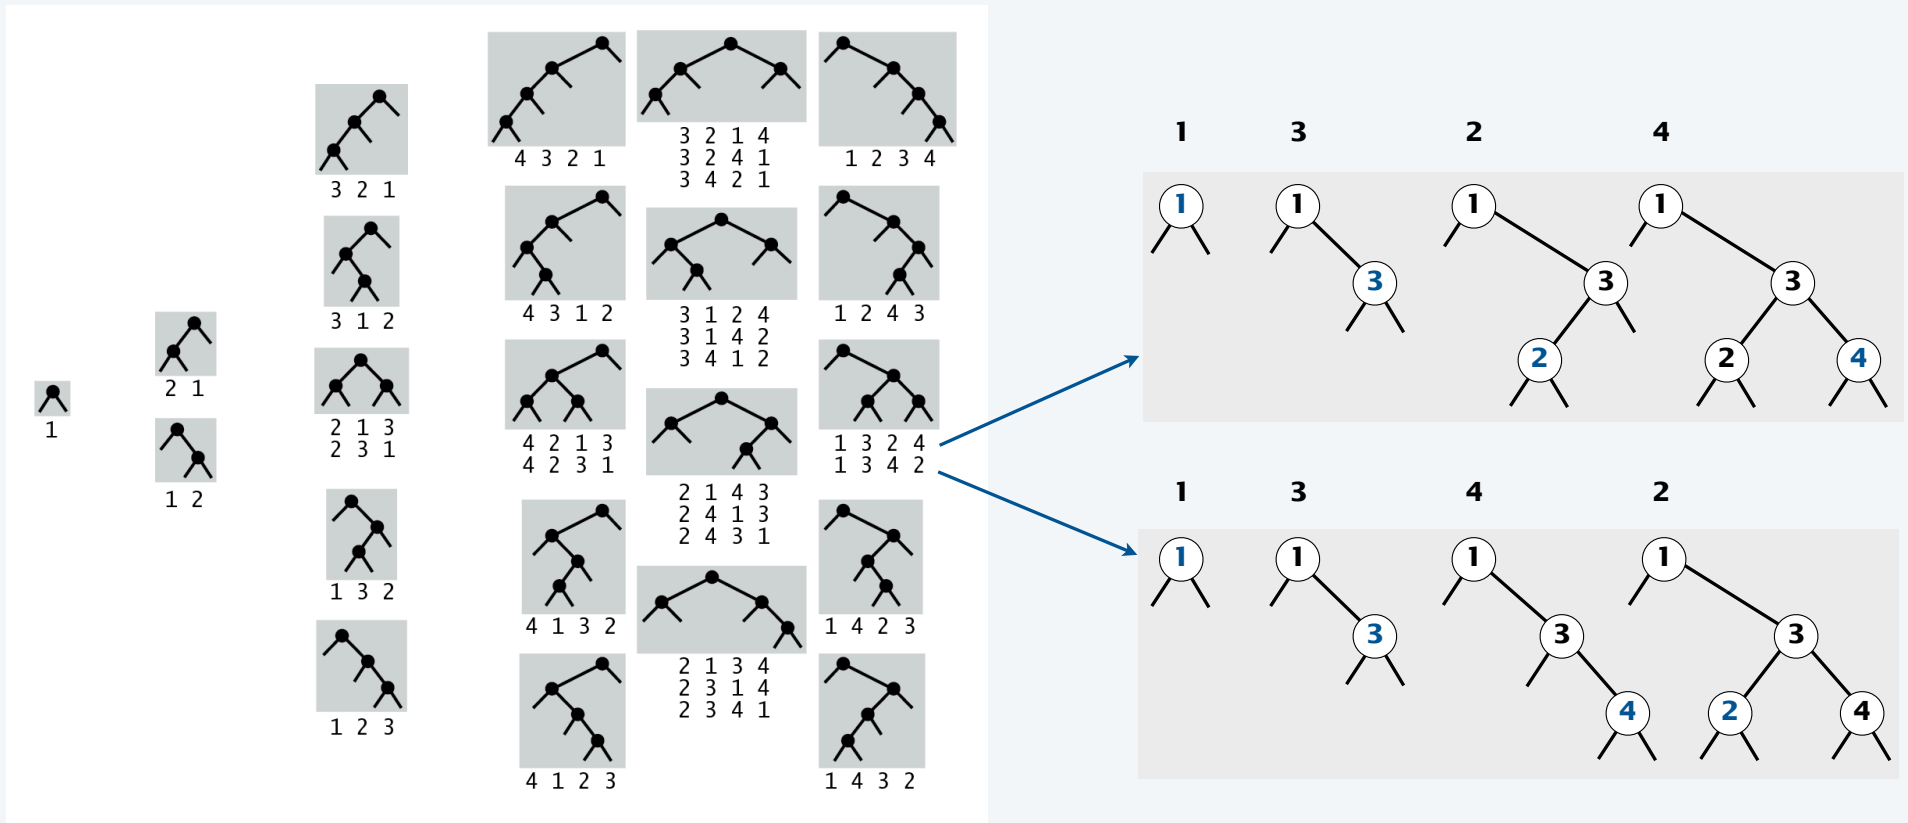 1
2 1
1 2
3 2 1
3 1 2
2 1 3
2 3 1
1 3 2
1 2 3
4 3 2 1
4 3 1 2
4 2 1 3
4 2 3 1
4 1 3 2
4 1 2 3
3 2 1 4
3 2 4 1
3 4 2 1
3 1 2 4
3 1 4 2
3 4 1 2
2 1 4 3
2 4 1 3
2 4 3 1
2 1 3 4
2 3 1 4
2 3 4 1
1 2 3 4
1 2 4 3
1 3 2 4
1 3 4 2
1 4 2 3
1 4 3 2
1 3 2 4
1 1 1 1
3 3 3
2 2 4
1 3 4 2
1 1 1 1
3 3 3
4 2 4